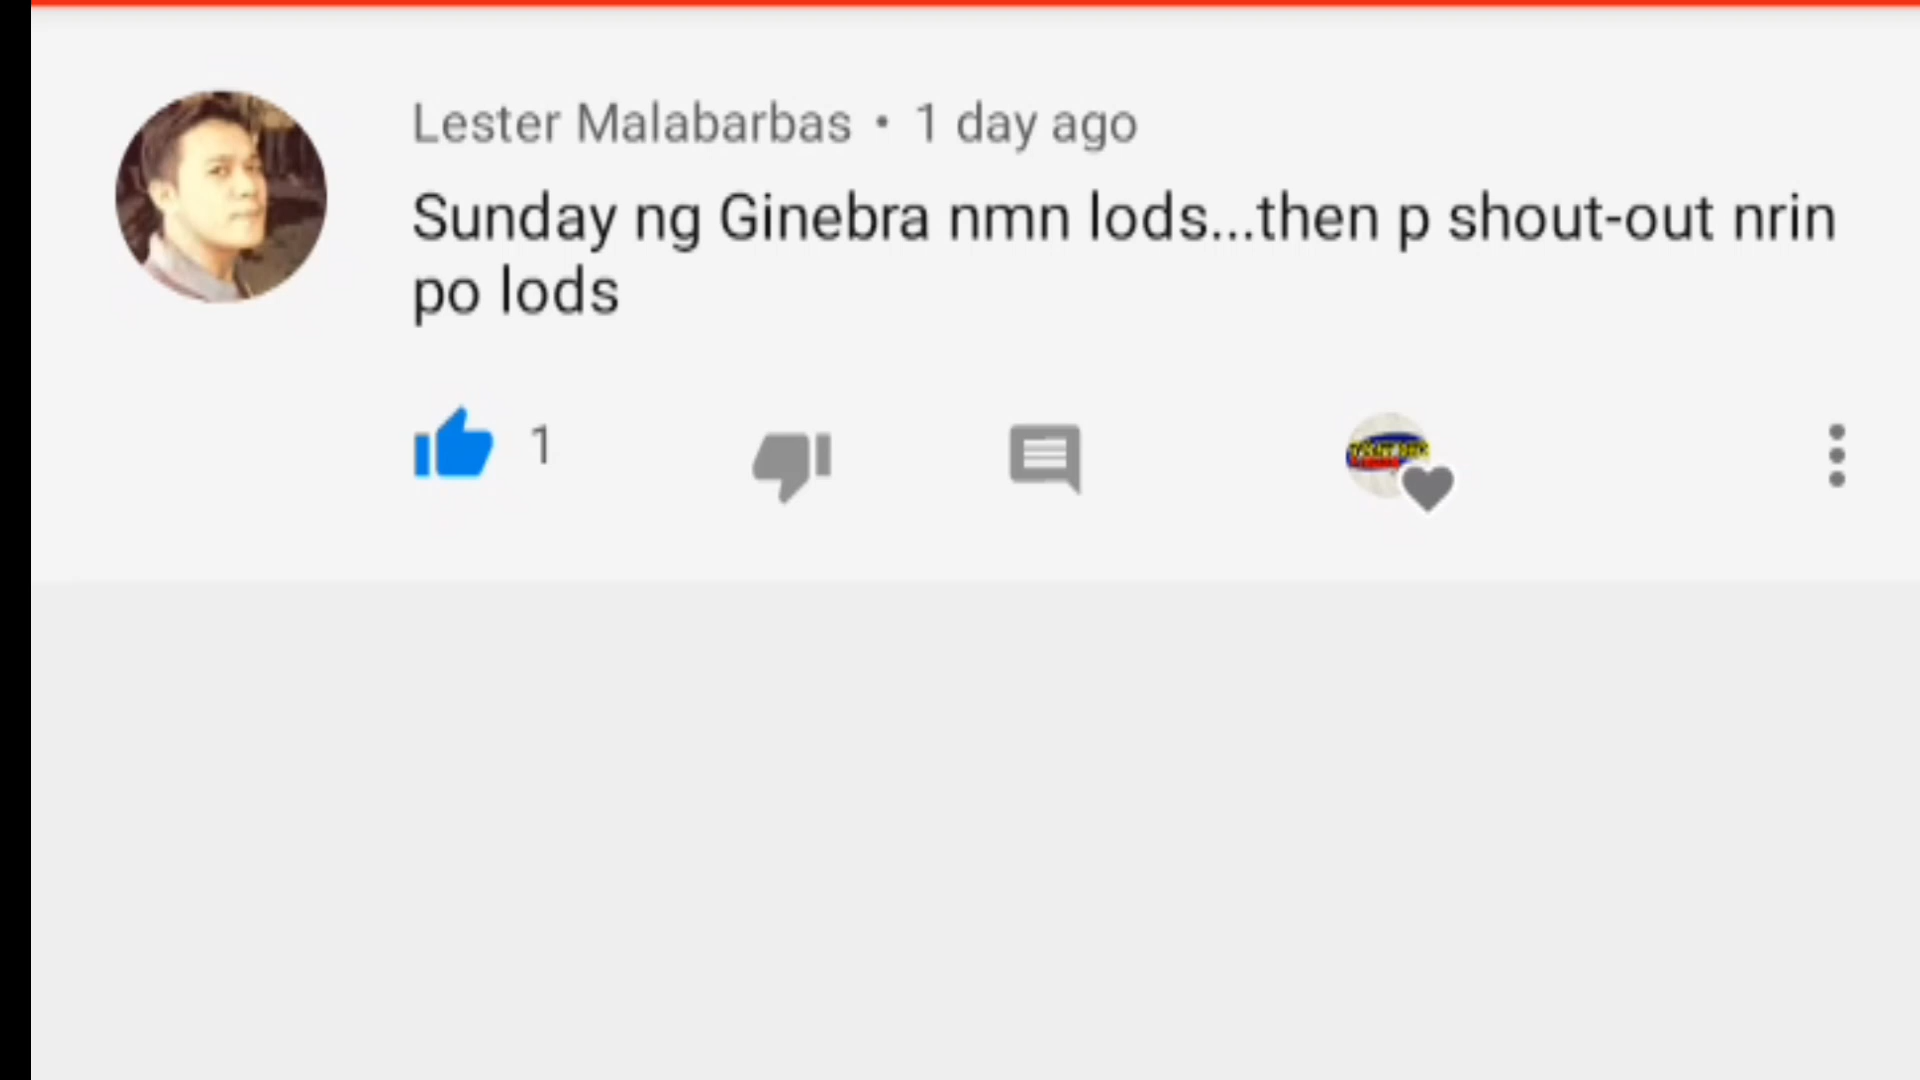 Lester Malabarbas • 1 day ago
Sunday ng Ginebra nmn lods...then p shout-out nrin
po lods
1